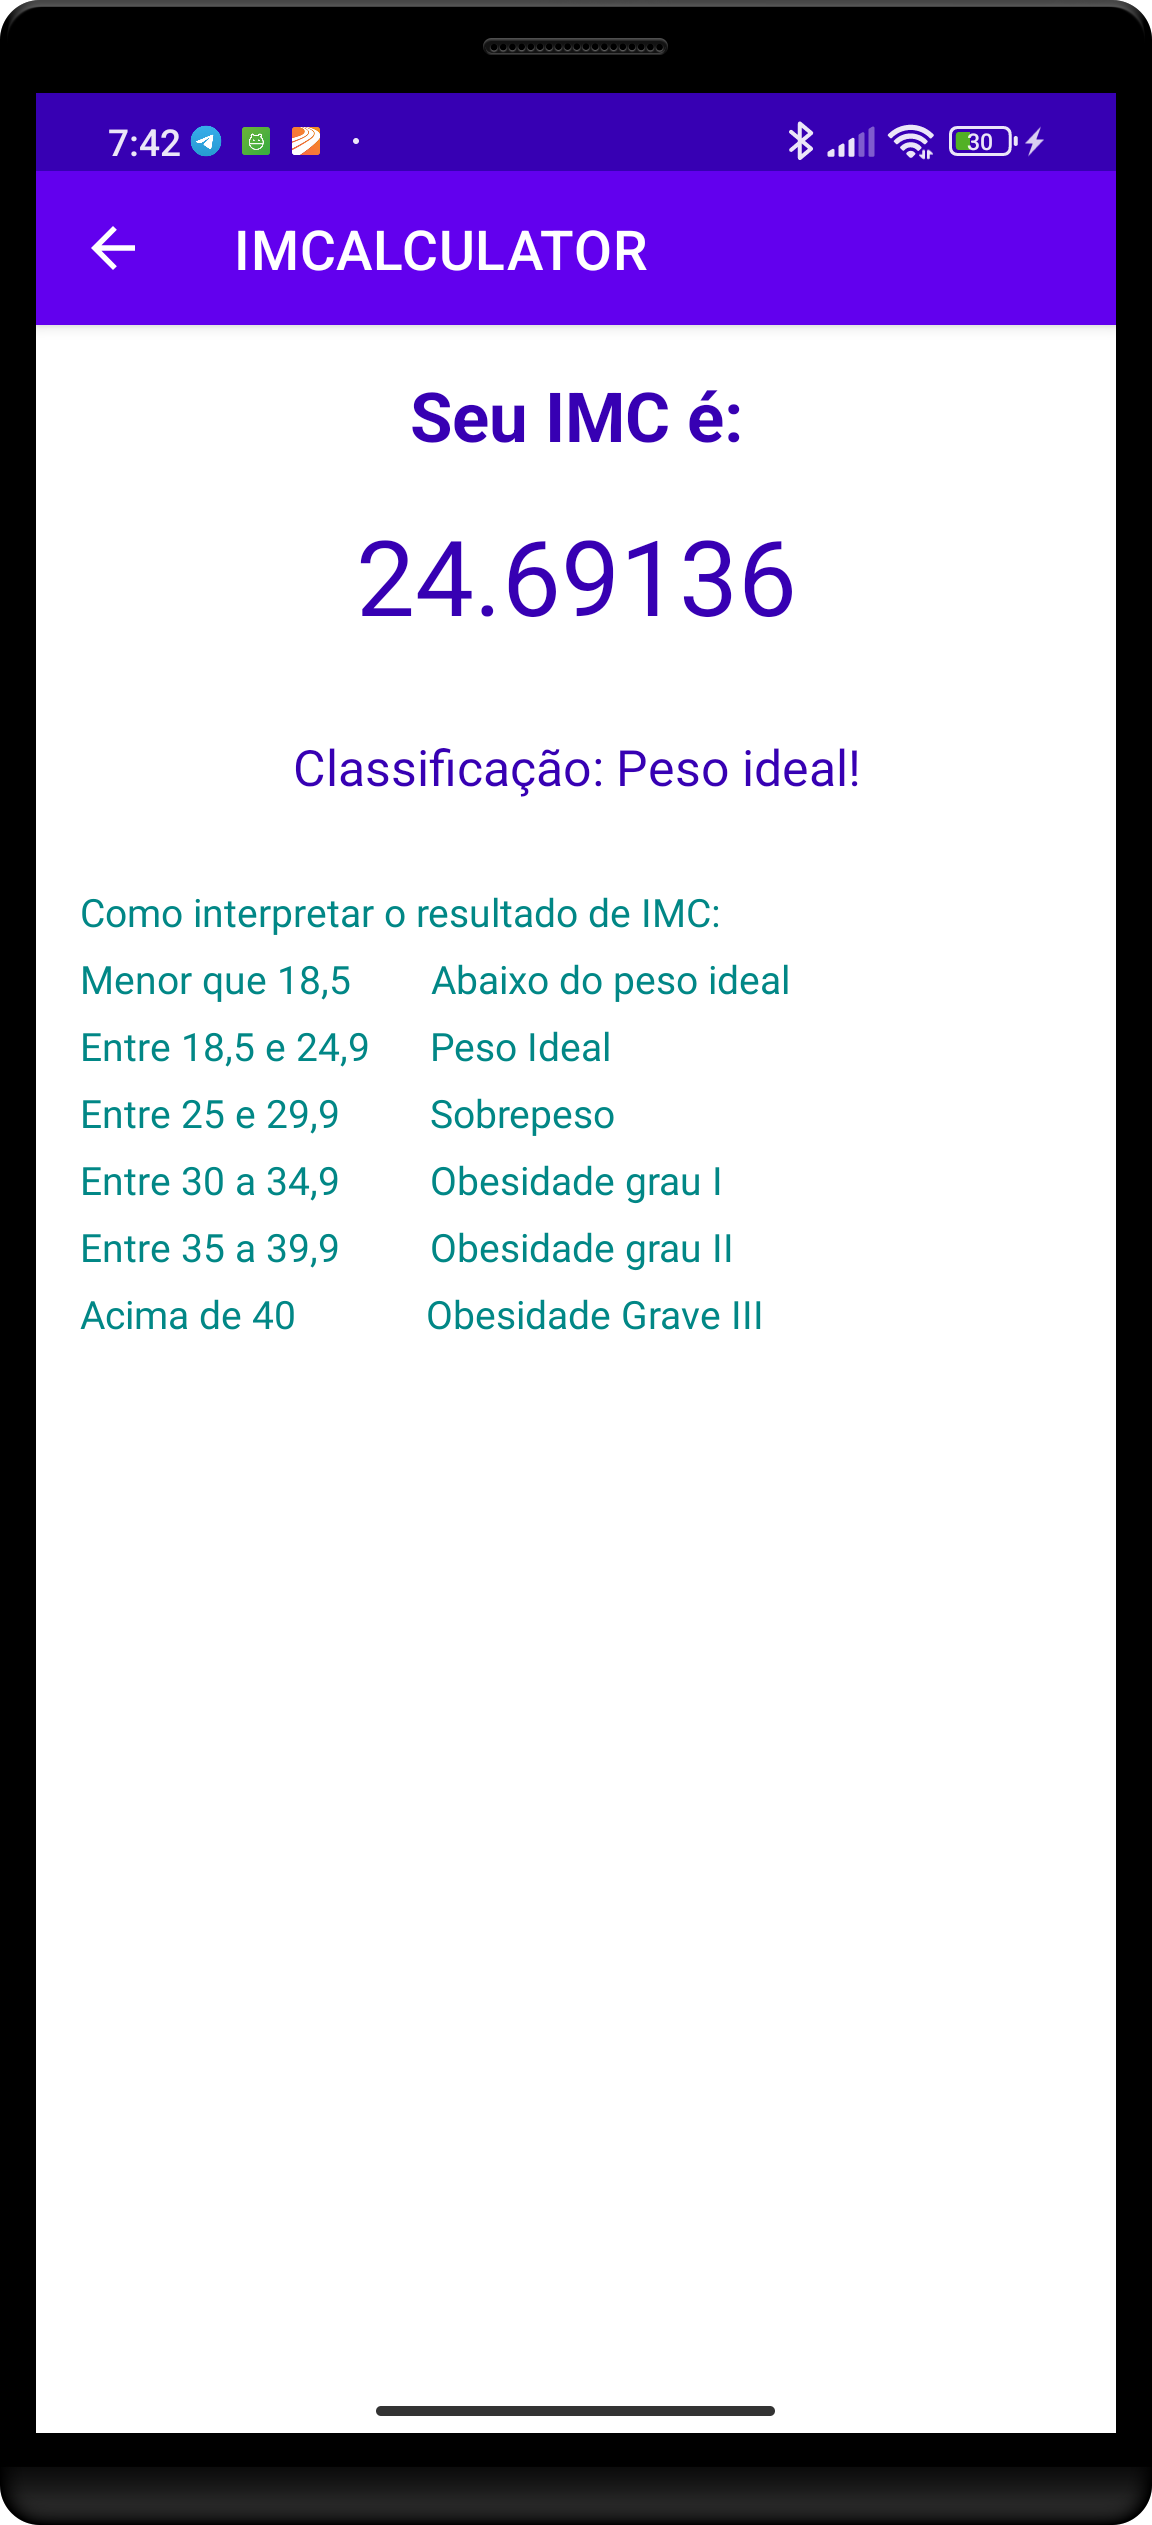 7:42
30
IMCALCULATOR
Seu IMC é:
24.69136
Classificação: Peso ideal!
Como interpretar o resultado de IMC:
Menor que 18,5 Abaixo do peso ideal
Entre 18,5 e 24,9 Peso Ideal
Entre 25 e 29,9 Sobrepeso
Entre 30 a 34,9 Obesidade grau I
Entre 35 a 39,9 Obesidade grau II
Acima de 40 Obesidade Grave III